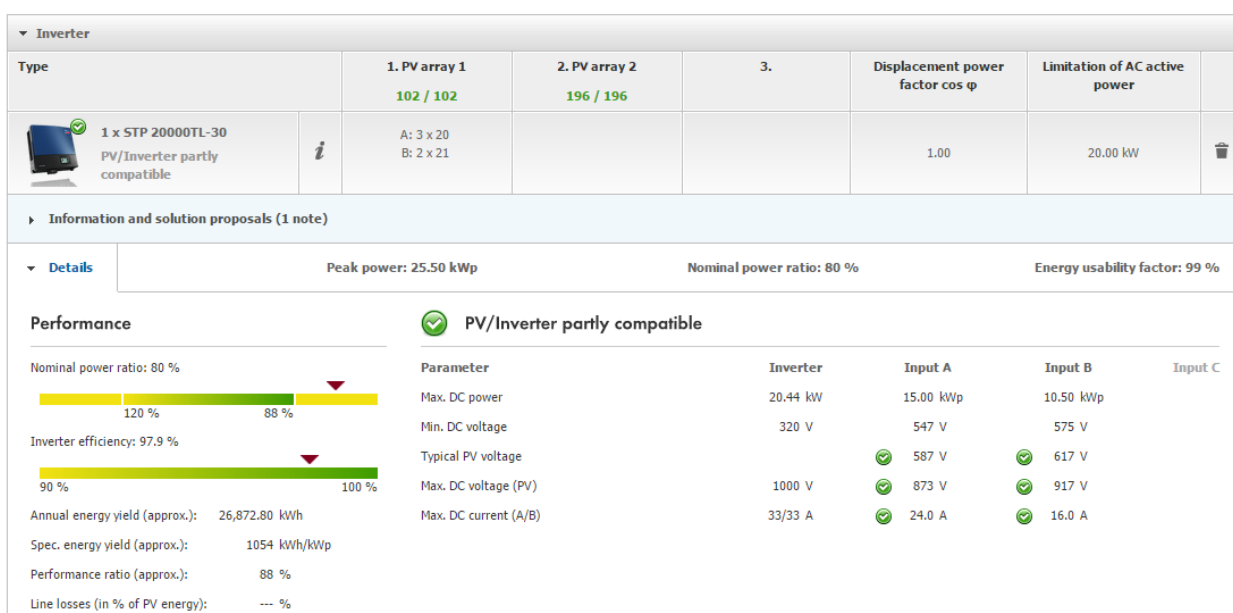 Inverter
Type 1. PV array 1 2. PV array 2 3. Displacement power factor cos φ Limitation of AC active power
102 / 102 196 / 196
1 x STP 20000TL-30 A: 3 x 20
PV/Inverter partly compatible i B: 2 x 21 1.00 20.00 kW
Information and solution proposals (1 note)
Details Peak power: 25.50 kWp Nominal power ratio: 80 % Energy usability factor: 99 %
Performance
Nominal power ratio: 80 %
120 % 88 %
Inverter efficiency: 97.9 %
90 % 100 %
Annual energy yield (approx.): 26,872.80 kWh
Spec. energy yield (approx.): 1054 kWh/kWp
Performance ratio (approx.): 88 %
Line losses (in % of PV energy): --- %
PV/Inverter partly compatible
Parameter Inverter Input A Input B Input C
Max. DC power 20.44 kW 15.00 kWp 10.50 kWp
Min. DC voltage 320 V 547 V 575 V
Typical PV voltage 587 V 617 V
Max. DC voltage (PV) 1000 V 873 V 917 V
Max. DC current (A/B) 33/33 A 24.0 A 16.0 A